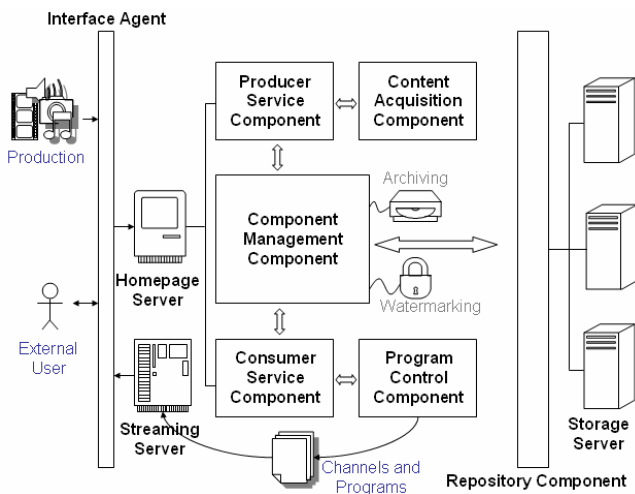 Interface Agent
Production
External
User
Homepage
Server
Streaming
Server
Producer
Service
Component
Content
Acquisition
Component
Component
Management
Component
Archiving
Watermarking
Consumer
Service
Component
Program
Control
Component
Channels and
Programs
Storage
Server
Repository Component